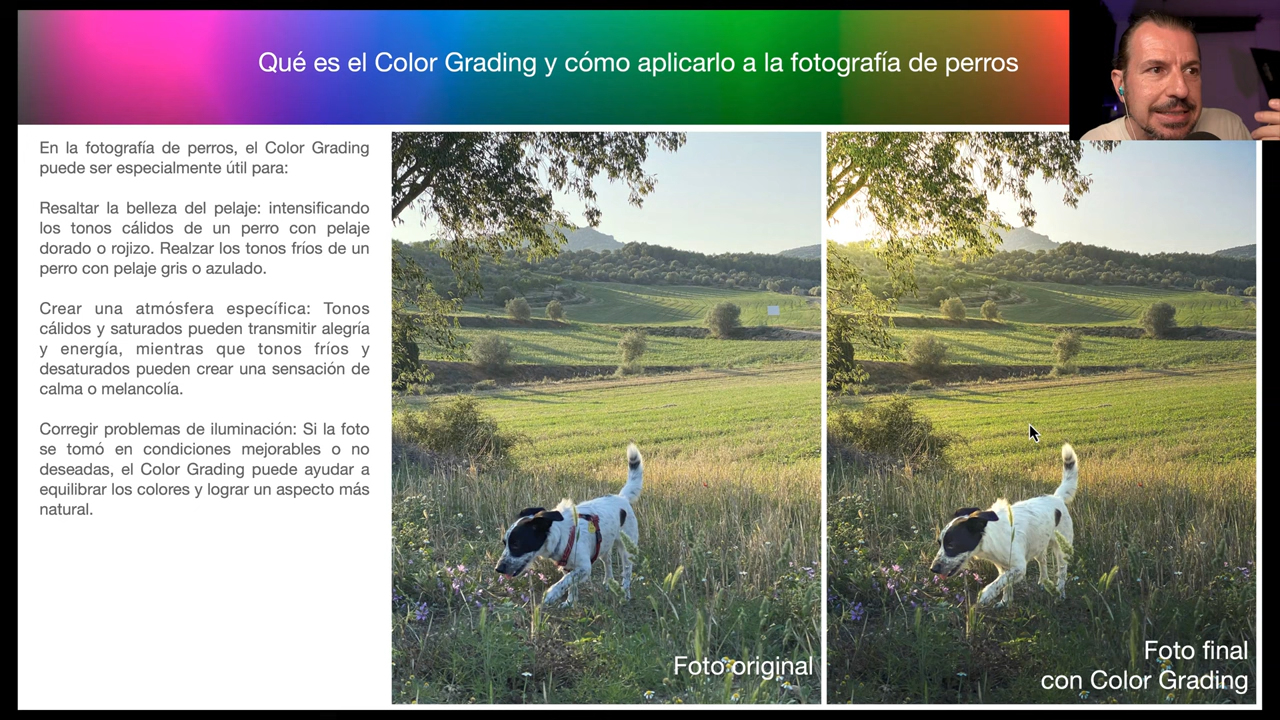 Qué es el Color Grading y cómo aplicarlo a la fotografía de perros
En la fotografía de perros, el Color Grading
puede ser especialmente útil para:
Resaltar la belleza del pelaje: intensificando
los tonos cálidos de un perro con pelaje
dorado o rojizo. Realzar los tonos fríos de un
perro con pelaje gris o azulado.
Crear una atmósfera específica: Tonos
cálidos y saturados pueden transmitir alegría
y energía, mientras que tonos fríos y
desaturados pueden crear una sensación de
calma o melancolía.
Corregir problemas de iluminación: Si la foto
se tomó en condiciones mejorables o no
deseadas, el Color Grading puede ayudar a
equilibrar los colores y lograr un aspecto más
natural.
Foto original
Foto final
con Color Grading